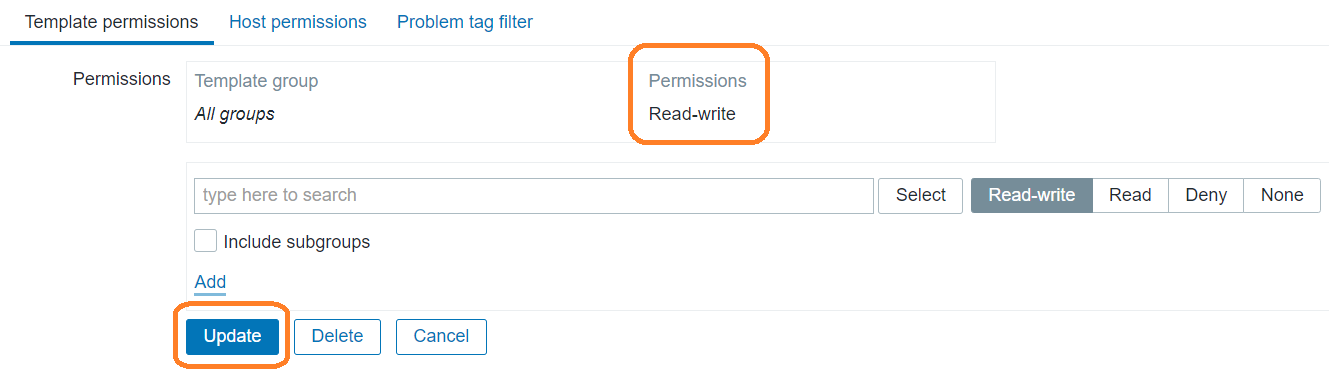 Template permissions Host permissions Problem tag filter
Permissions Template group Permissions
All groups Read-write
type here to search Select Read-write Read Deny None
Include subgroups
Add
Update Delete Cancel